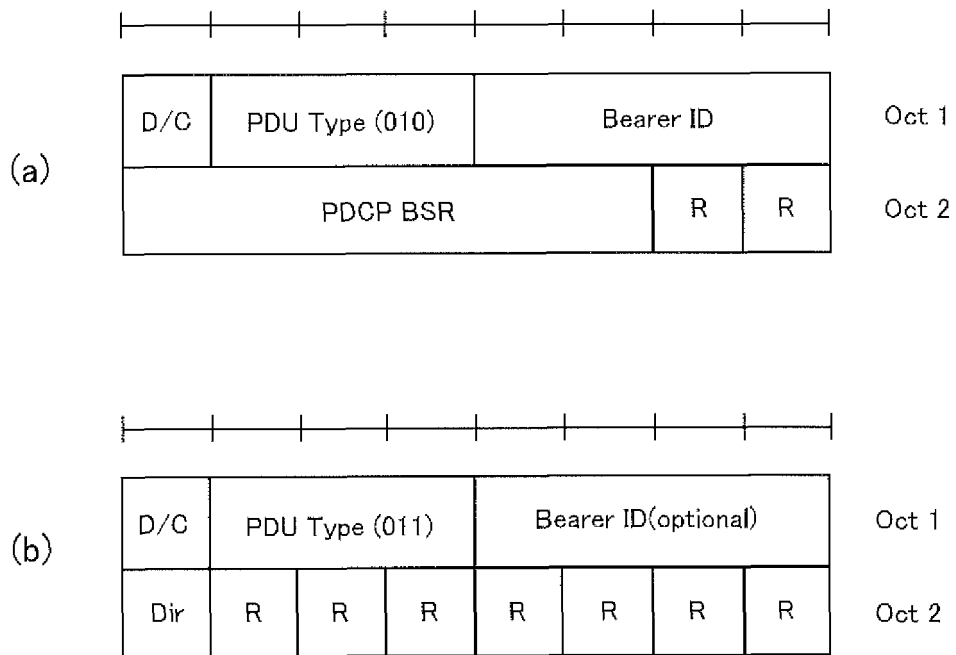 D/C PDU Type (010) Bearer ID Oct 1
(a)
PDCP BSR R R Oct 2
D/C PDU Type (011) Bearer ID(optional) Oct 1
(b)
Dir R R R R R R R Oct 2